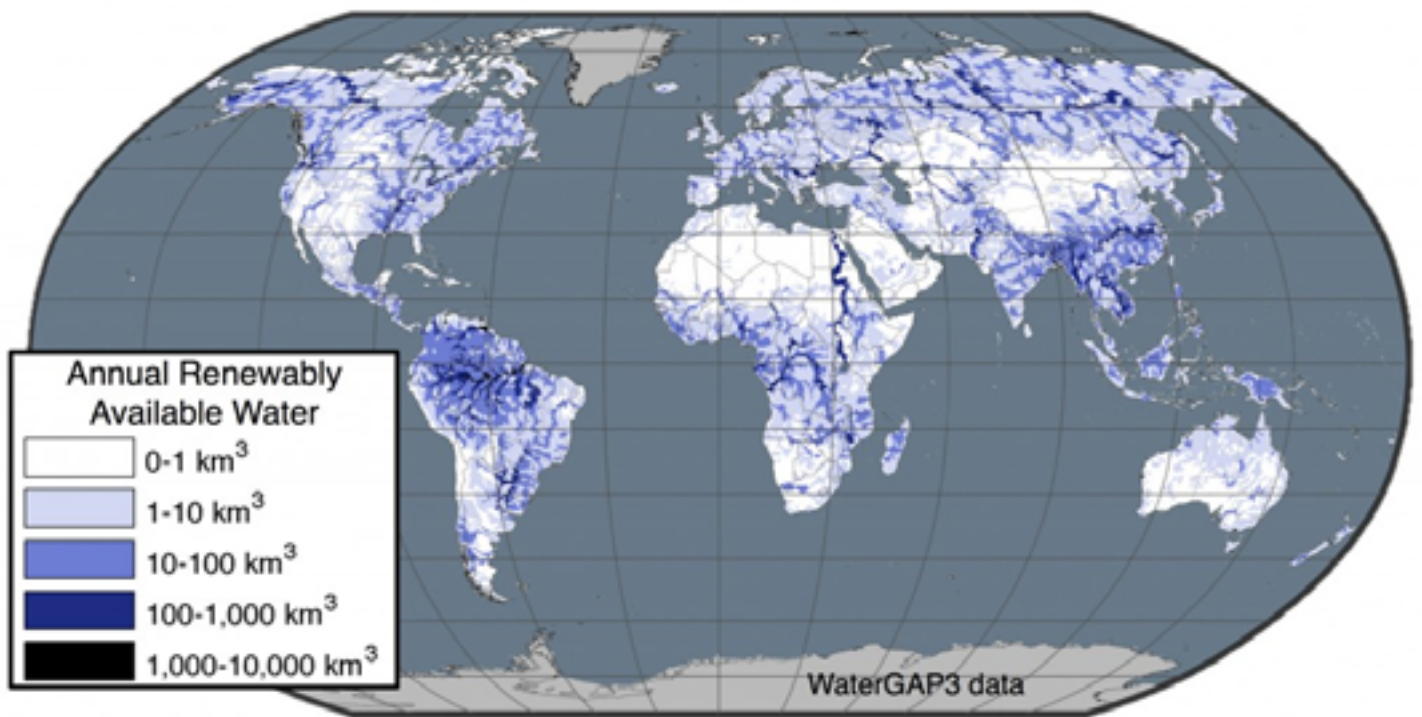 Annual Renewably
Available Water
0-1 km³
1-10 km³
10-100 km³
100-1,000 km³
1,000-10,000 km³
WaterGAP3 data